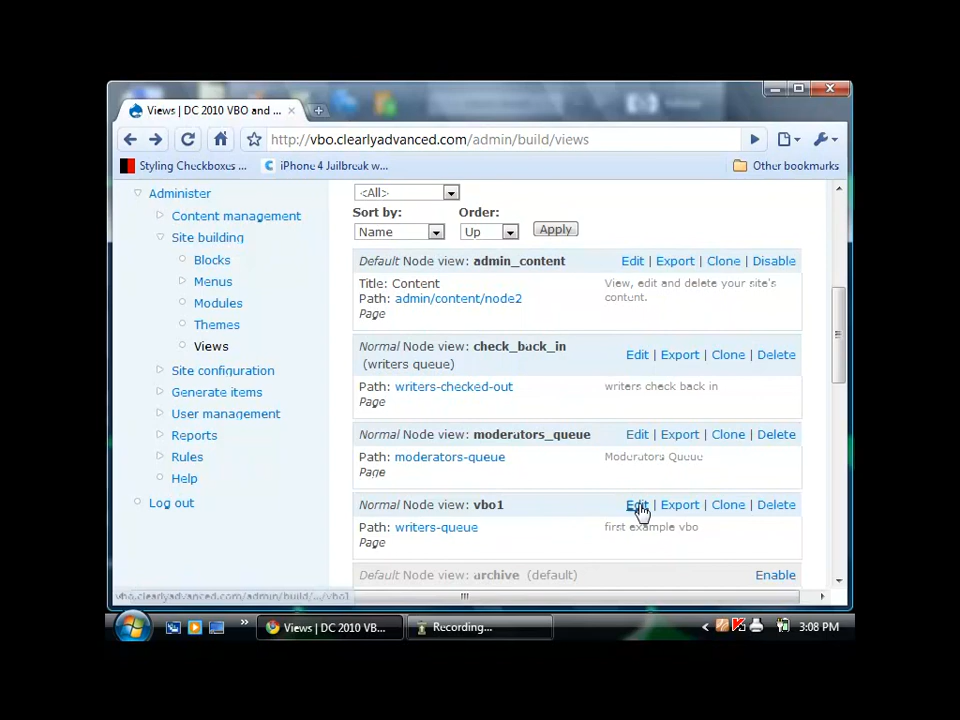 Views | DC 2010 VBO and ...
http://vbo.clearlyadvanced.com/admin/build/views
Styling Checkboxes ...
iPhone 4 Jailbreak w...
Other bookmarks
Administer
Content management
Site building
Blocks
Menus
Modules
Themes
Views
Site configuration
Generate items
User management
Reports
Rules
Help
Log out
<All>
Sort by: Order:
Name Up Apply
Default Node view: admin_content Edit | Export | Clone | Disable
Title: Content
Path: admin/content/node2
Page
View, edit and delete your site's
content.
Normal Node view: check_back_in
(writers queue)
Edit | Export | Clone | Delete
Path: writers-checked-out
Page
writers check back in
Normal Node view: moderators_queue Edit | Export | Clone | Delete
Path: moderators-queue
Page
Moderators Queue
Normal Node view: vbo1 Edit | Export | Clone | Delete
Path: writers-queue
Page
first example vbo
Default Node view: archive (default) Enable
vbo.clearlyadvanced.com/admin/build/.../vbo1
Views | DC 2010 VB...
Recording...
3:08 PM